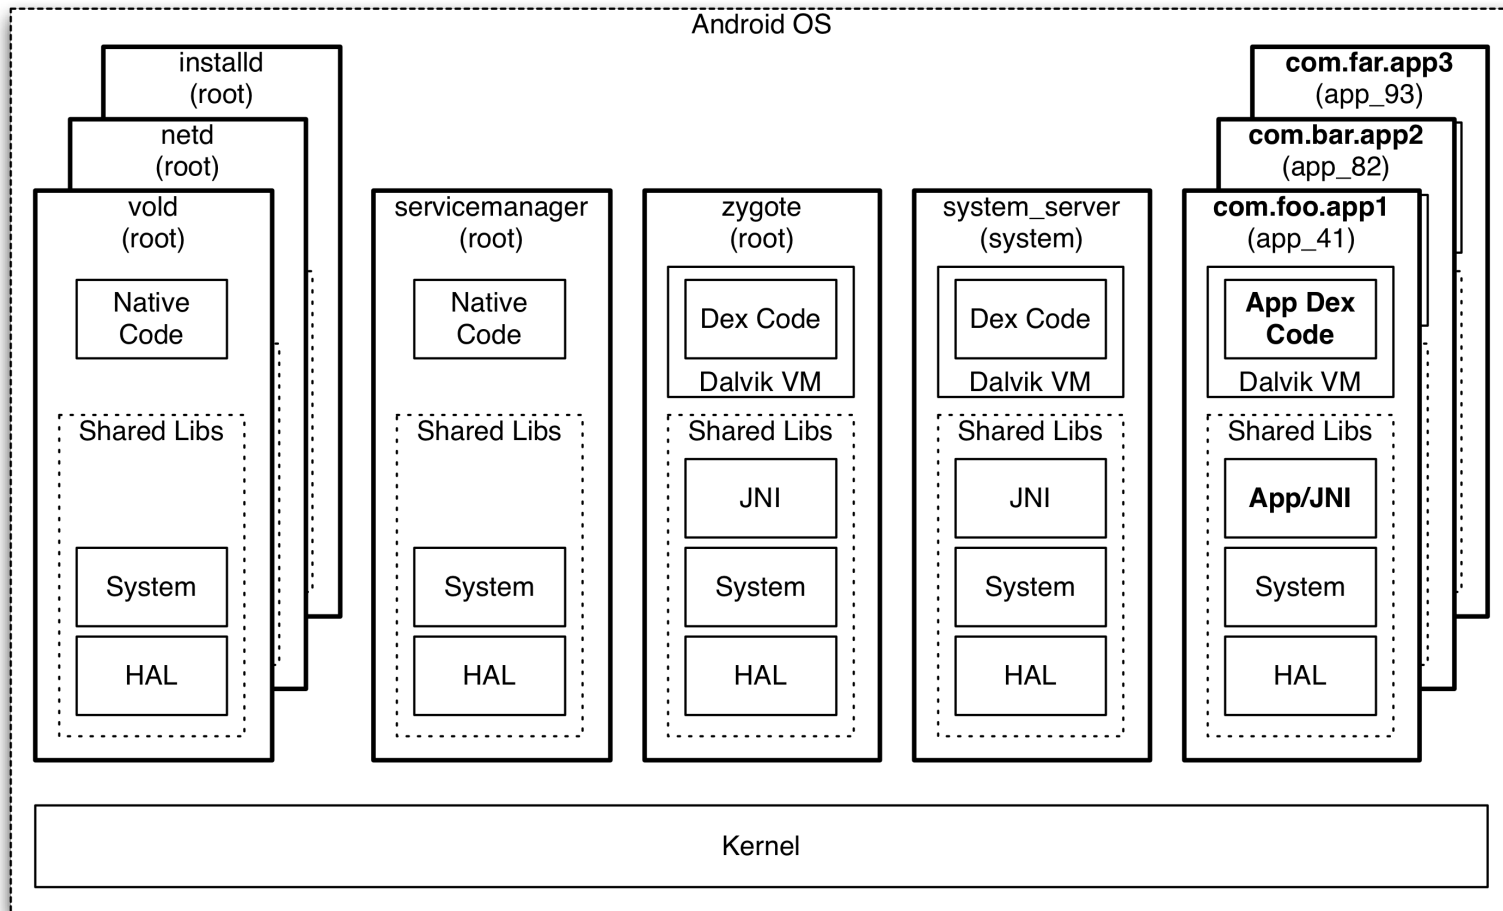 Android OS
installd
(root)
netd
(root)
vold
(root)
Native
Code
Shared Libs
System
HAL
servicemanager
(root)
Native
Code
Shared Libs
System
HAL
zygote
(root)
Dex Code
Dalvik VM
Shared Libs
JNI
System
HAL
system_server
(system)
Dex Code
Dalvik VM
Shared Libs
JNI
System
HAL
com.far.app3
(app_93)
com.bar.app2
(app_82)
com.foo.app1
(app_41)
App Dex
Code
Dalvik VM
Shared Libs
App/JNI
System
HAL
Kernel